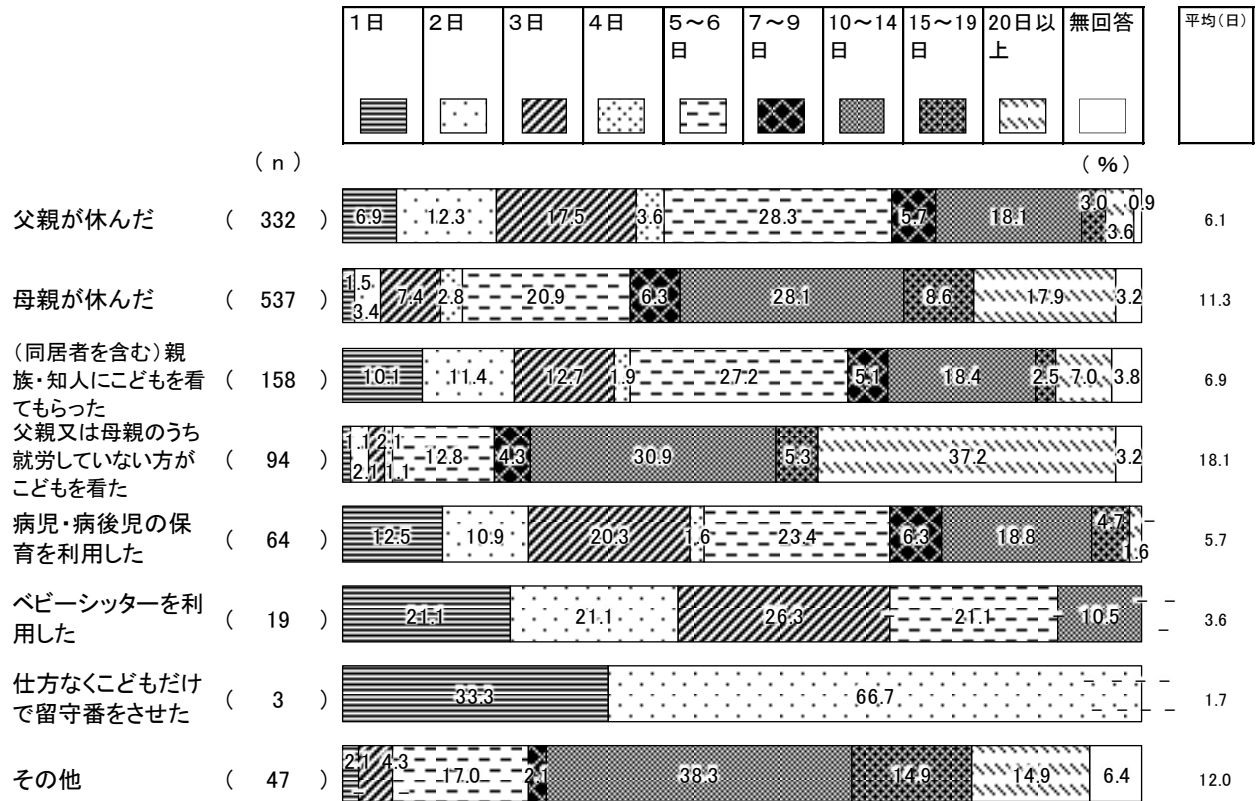 1日 2日 3日 4日 5～6日 7～9日 10～14日 15～19日 20日以上 無回答 平均(日)
(n) (%)
父親が休んだ ( 332 ) 6.9 12.3 17.5 3.6 28.3 5.7 18.1 3.0 3.6 0.9 6.1
母親が休んだ ( 537 ) 1.5 3.4 7.4 2.8 20.9 6.3 28.1 8.6 17.9 3.2 11.3
(同居者を含む)親
族・知人にこどもを看 ( 158 ) 10.1 11.4 12.7 1.9 27.2 5.1 18.4 2.5 7.0 3.8 6.9
てもらった
父親又は母親のうち
就労していない方が ( 94 ) 1.1 2.1 2.1 1.1 12.8 4.3 30.9 5.3 37.2 3.2 18.1
こどもを看た
病児・病後児の保
育を利用した ( 64 ) 12.5 10.9 20.3 1.6 23.4 6.3 18.8 4.7 1.6 - 5.7
ベビーシッターを利
用した ( 19 ) 21.1 21.1 26.3 - 21.1 - 10.5 - - - 3.6
仕方なくこどもだけ
で留守番をさせた ( 3 ) 33.3 66.7 - - - - - - - - 1.7
その他 ( 47 ) 2.1 - 4.3 - 17.0 2.1 38.3 14.9 14.9 6.4 12.0